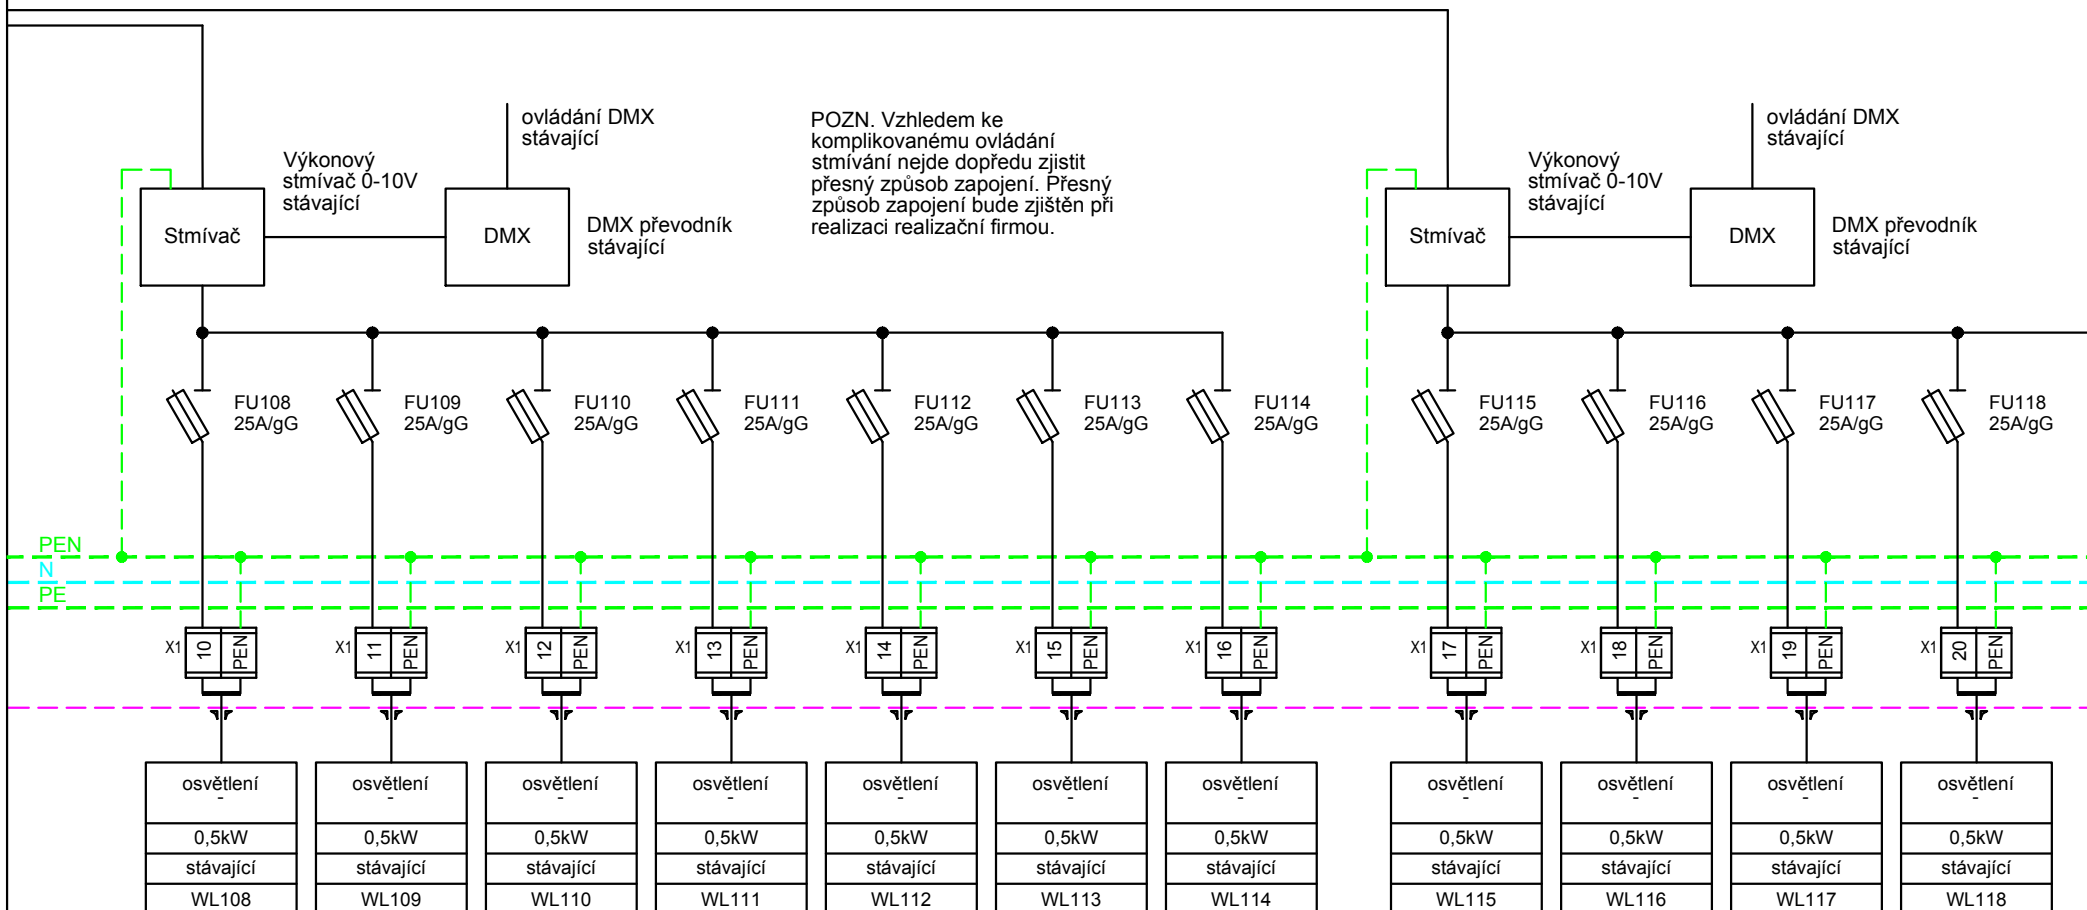 ovládání DMX
stávající
Výkonový
stmívač 0-10V
stávající
Stmívač
DMX
DMX převodník
stávající
POZN. Vzhledem ke
komplikovanému ovládání
stmívání nejde dopředu zjistit
přesný způsob zapojení. Přesný
způsob zapojení bude zjištěn při
realizaci realizační firmou.
ovládání DMX
stávající
Výkonový
stmívač 0-10V
stávající
Stmívač
DMX
DMX převodník
stávající
FU108
25A/gG
FU109
25A/gG
FU110
25A/gG
FU111
25A/gG
FU112
25A/gG
FU113
25A/gG
FU114
25A/gG
FU115
25A/gG
FU116
25A/gG
FU117
25A/gG
FU118
25A/gG
PEN
N
PE
X1 10 PEN
X1 11 PEN
X1 12 PEN
X1 13 PEN
X1 14 PEN
X1 15 PEN
X1 16 PEN
X1 17 PEN
X1 18 PEN
X1 19 PEN
X1 20 PEN
osvětlení
-
0,5kW
stávající
WL108
osvětlení
-
0,5kW
stávající
WL109
osvětlení
-
0,5kW
stávající
WL110
osvětlení
-
0,5kW
stávající
WL111
osvětlení
-
0,5kW
stávající
WL112
osvětlení
-
0,5kW
stávající
WL113
osvětlení
-
0,5kW
stávající
WL114
osvětlení
-
0,5kW
stávající
WL115
osvětlení
-
0,5kW
stávající
WL116
osvětlení
-
0,5kW
stávající
WL117
osvětlení
-
0,5kW
stávající
WL118